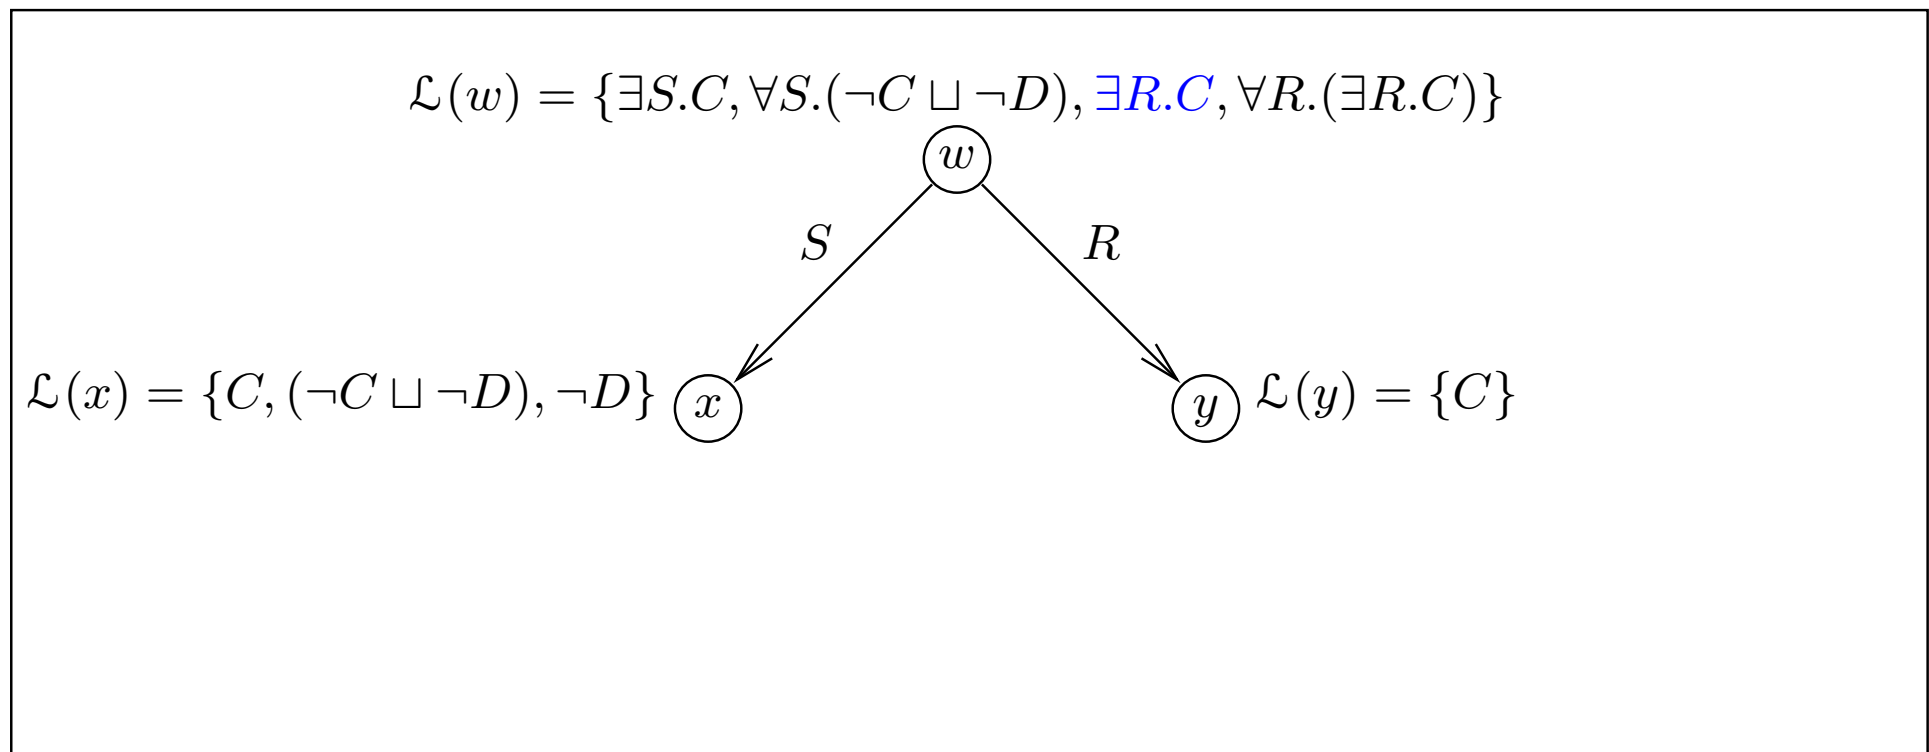 ℒ(w) = {∃S.C, ∀S.(¬C ⊔ ¬D), ∃R.C, ∀R.(∃R.C)}
w
S R
ℒ(x) = {C, (¬C ⊔ ¬D), ¬D} x y ℒ(y) = {C}